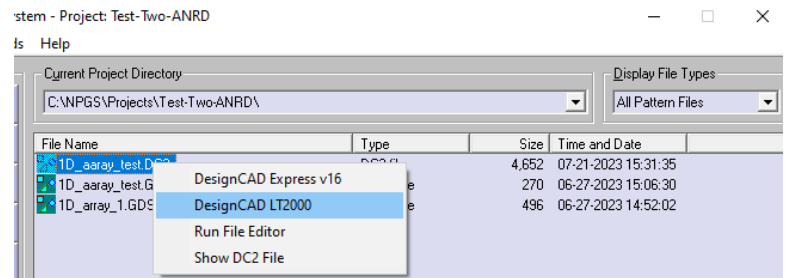 stem - Project: Test-Two-ANRD
ds Help
Current Project Directory
Display File Types
C:\NPGS\Projects\Test-Two-ANRD\
All Pattern Files
File Name Type Size Time and Date
1D_aaray_test.DC2 DC2 file 4,652 07-21-2023 15:31:35
1D_aaray_test.G e 270 06-27-2023 15:06:30
1D_array_1.GDS e 496 06-27-2023 14:52:02
DesignCAD Express v16
DesignCAD LT2000
Run File Editor
Show DC2 File